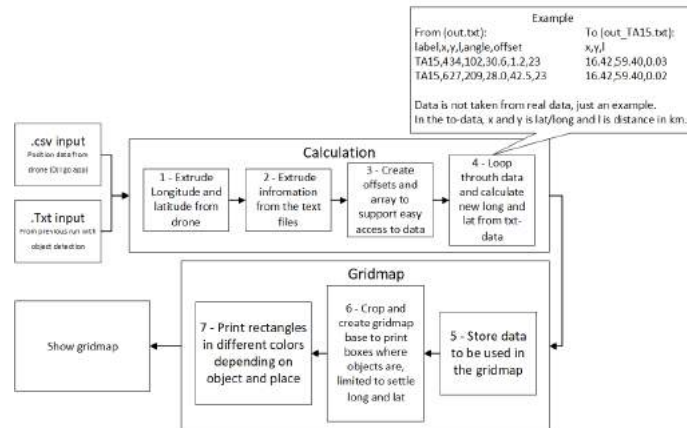 Example
From (out.txt): To (out_TA15.txt):
label,x,y,l,angle,offset x,y,l
TA15,434,102,30.6,1.2,23 16.42,59.40,0.03
TA15,627,209,28.0,42.5,23 16.42,59.40,0.02
Data is not taken from real data, just an example.
In the to-data, x and y is lat/long and l is distance in km.
.csv input
Position data from
drone (DJI go app)
.Txt input
From previous run with
object detection
Calculation
1 - Extrude
Longitude and
latitude from
drone
2 - Extrude
infromation from
the text files
3 - Create
offsets and
array to
support easy
access to data
4 - Loop
throuth data
and calculate
new long and
lat from txt-
data
Gridmap
5 - Store data
to be used in
the gridmap
6 - Crop and
create gridmap
base to print
boxes where
objects are,
limited to settle
long and lat
7 - Print rectangles
in different colors
depending on
object and place
Show gridmap